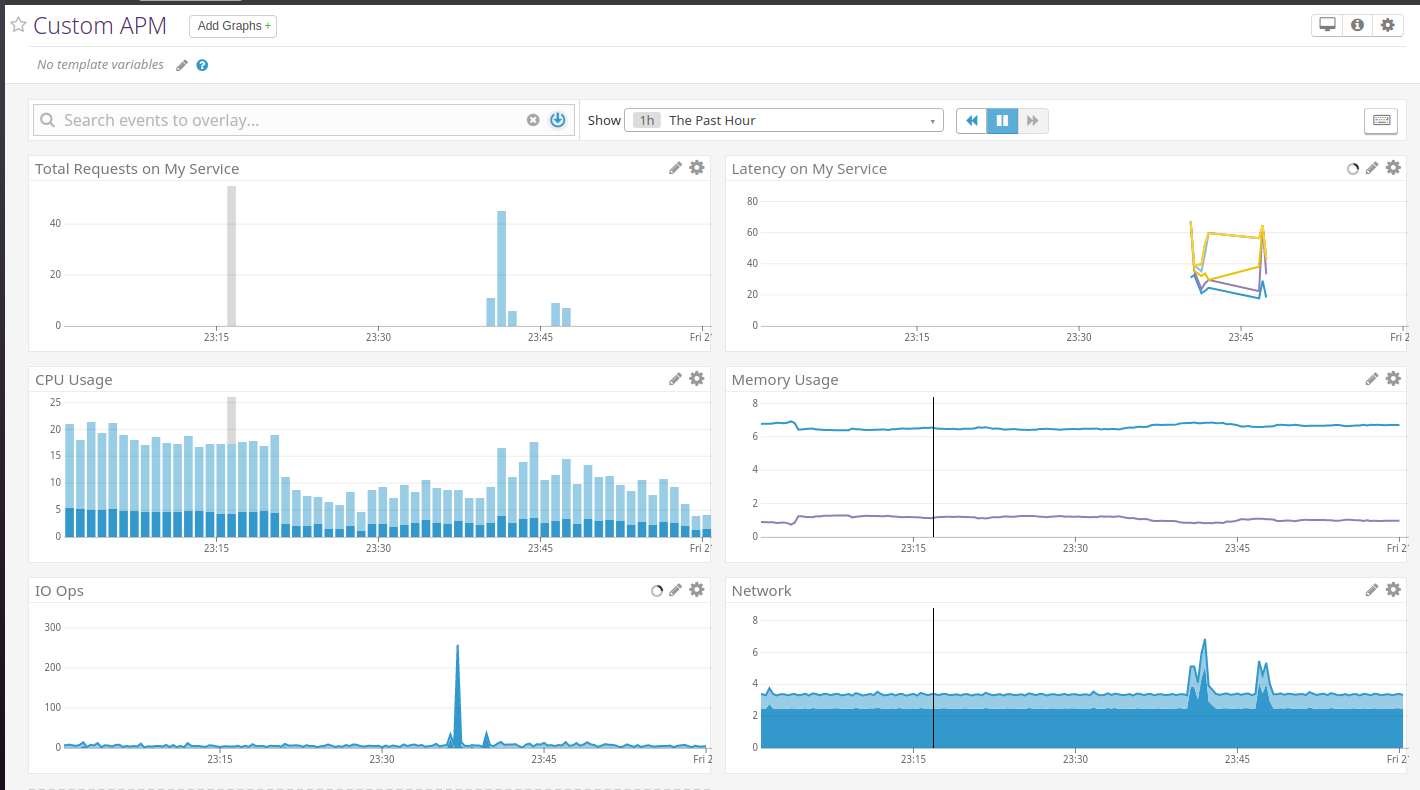 Custom APM Add Graphs +
No template variables
Search events to overlay... Show 1h The Past Hour
Total Requests on My Service
40
20
0
23:15 23:30 23:45 Fri 2
Latency on My Service
80
60
40
20
0
23:15 23:30 23:45 Fri 2
CPU Usage
25
20
15
10
5
0
23:15 23:30 23:45 Fri 2
Memory Usage
8
6
4
2
0
23:15 23:30 23:45 Fri 2
IO Ops
300
200
100
0
23:15 23:30 23:45 Fri 2
Network
8
6
4
2
0
23:15 23:30 23:45 Fri 2